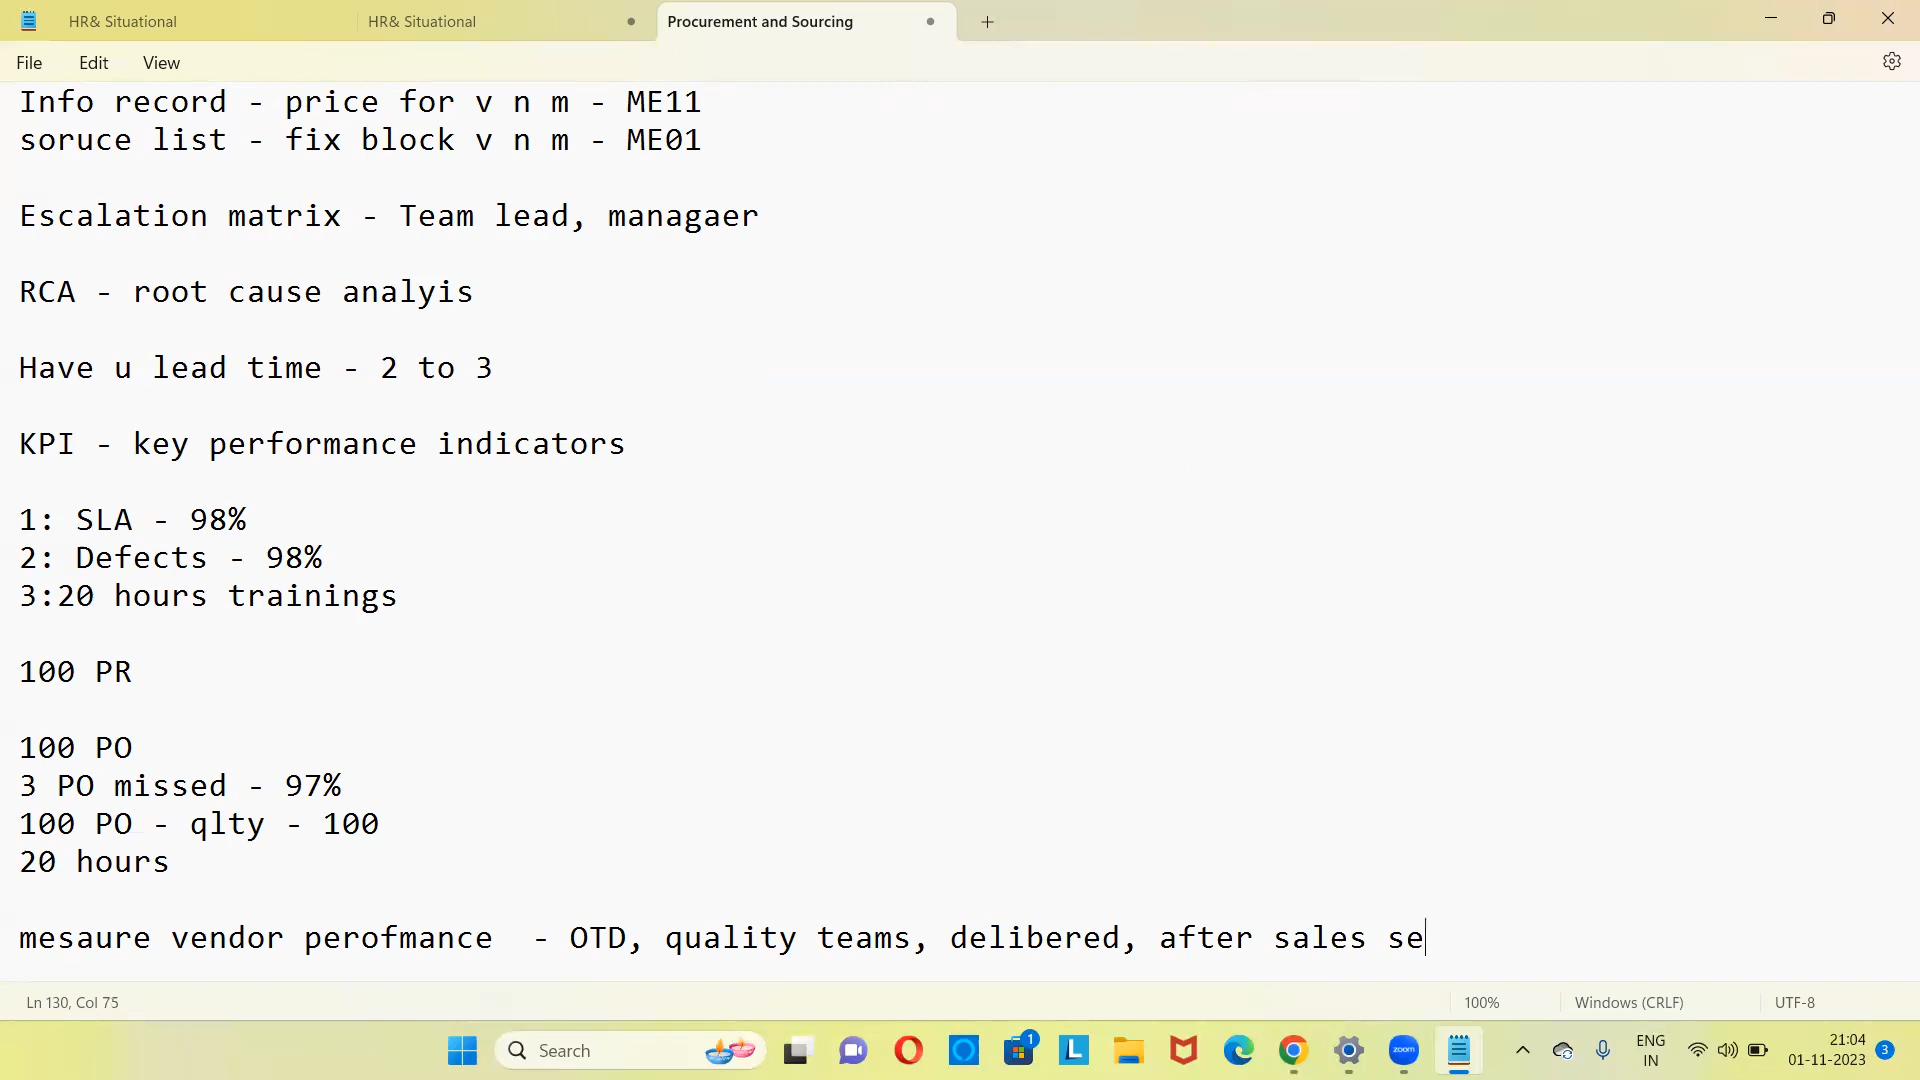 HR& Situational
HR& Situational
Procurement and Sourcing
File Edit View
Info record - price for v n m - ME11
soruce list - fix block v n m - ME01
Escalation matrix - Team lead, managaer
RCA - root cause analyis
Have u lead time - 2 to 3
KPI - key performance indicators
1: SLA - 98%
2: Defects - 98%
3:20 hours trainings
100 PR
100 PO
3 PO missed - 97%
100 PO - qlty - 100
20 hours
mesaure vendor perofmance  - OTD, quality teams, delibered, after sales se
Ln 130, Col 75 100% Windows (CRLF) UTF-8
Search
1
L
zoom
ENG
IN
21:04
01-11-2023
3